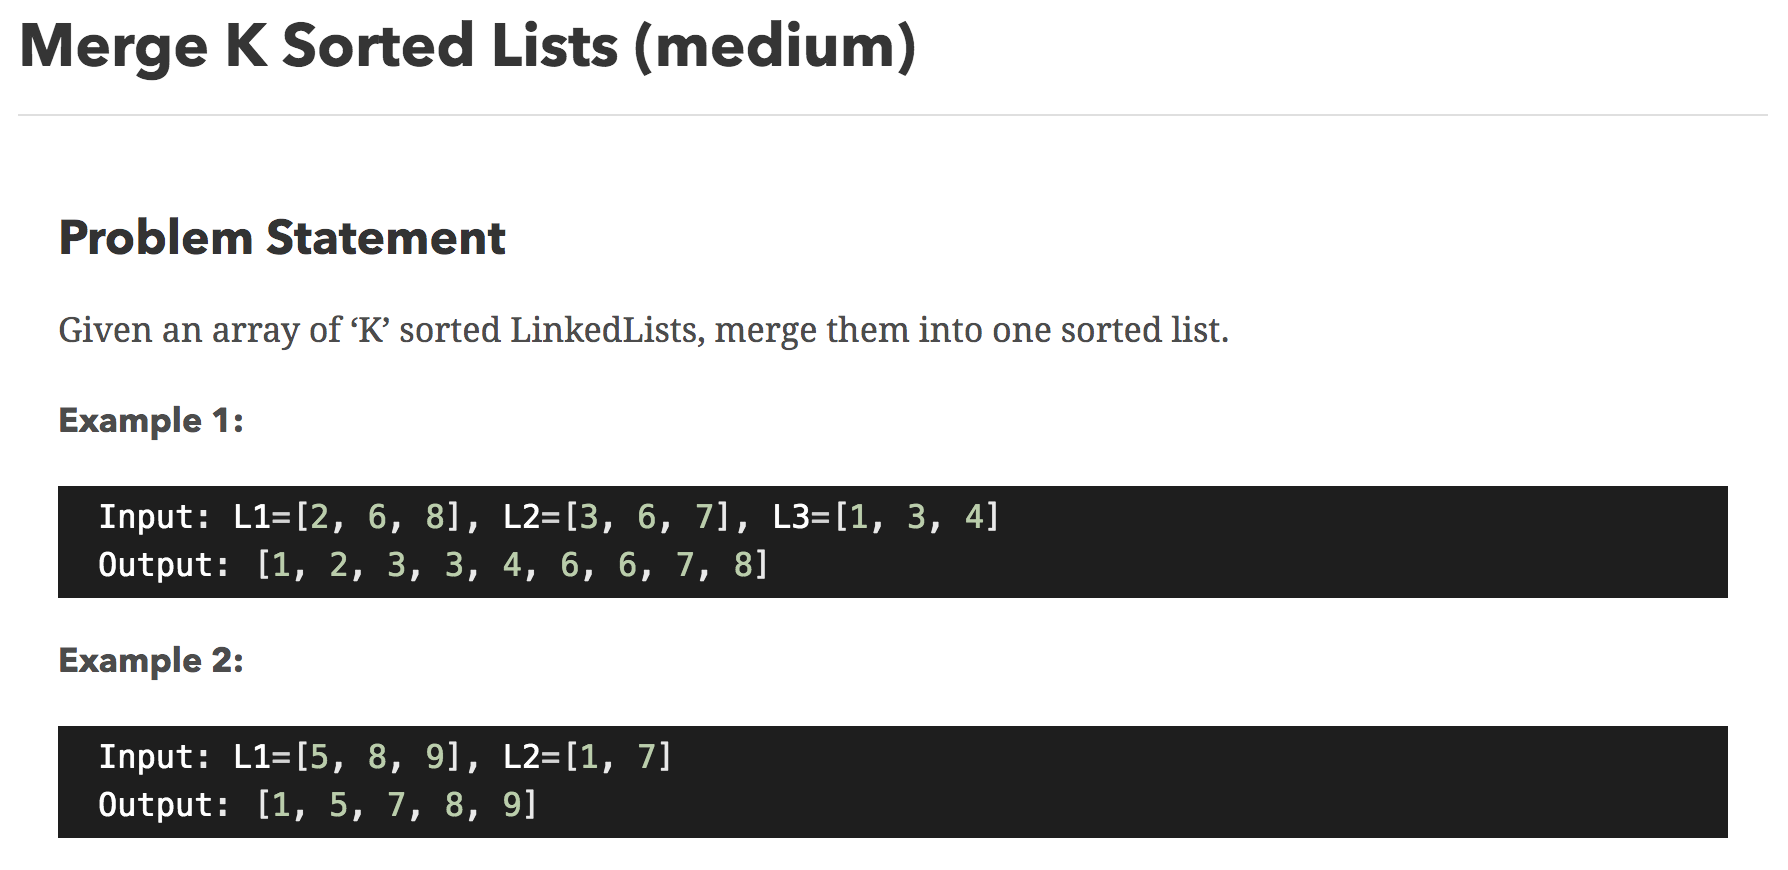 Merge K Sorted Lists (medium)
Problem Statement
Given an array of ‘K’ sorted LinkedLists, merge them into one sorted list.
Example 1:
Input: L1=[2, 6, 8], L2=[3, 6, 7], L3=[1, 3, 4]
Output: [1, 2, 3, 3, 4, 6, 6, 7, 8]
Example 2:
Input: L1=[5, 8, 9], L2=[1, 7]
Output: [1, 5, 7, 8, 9]